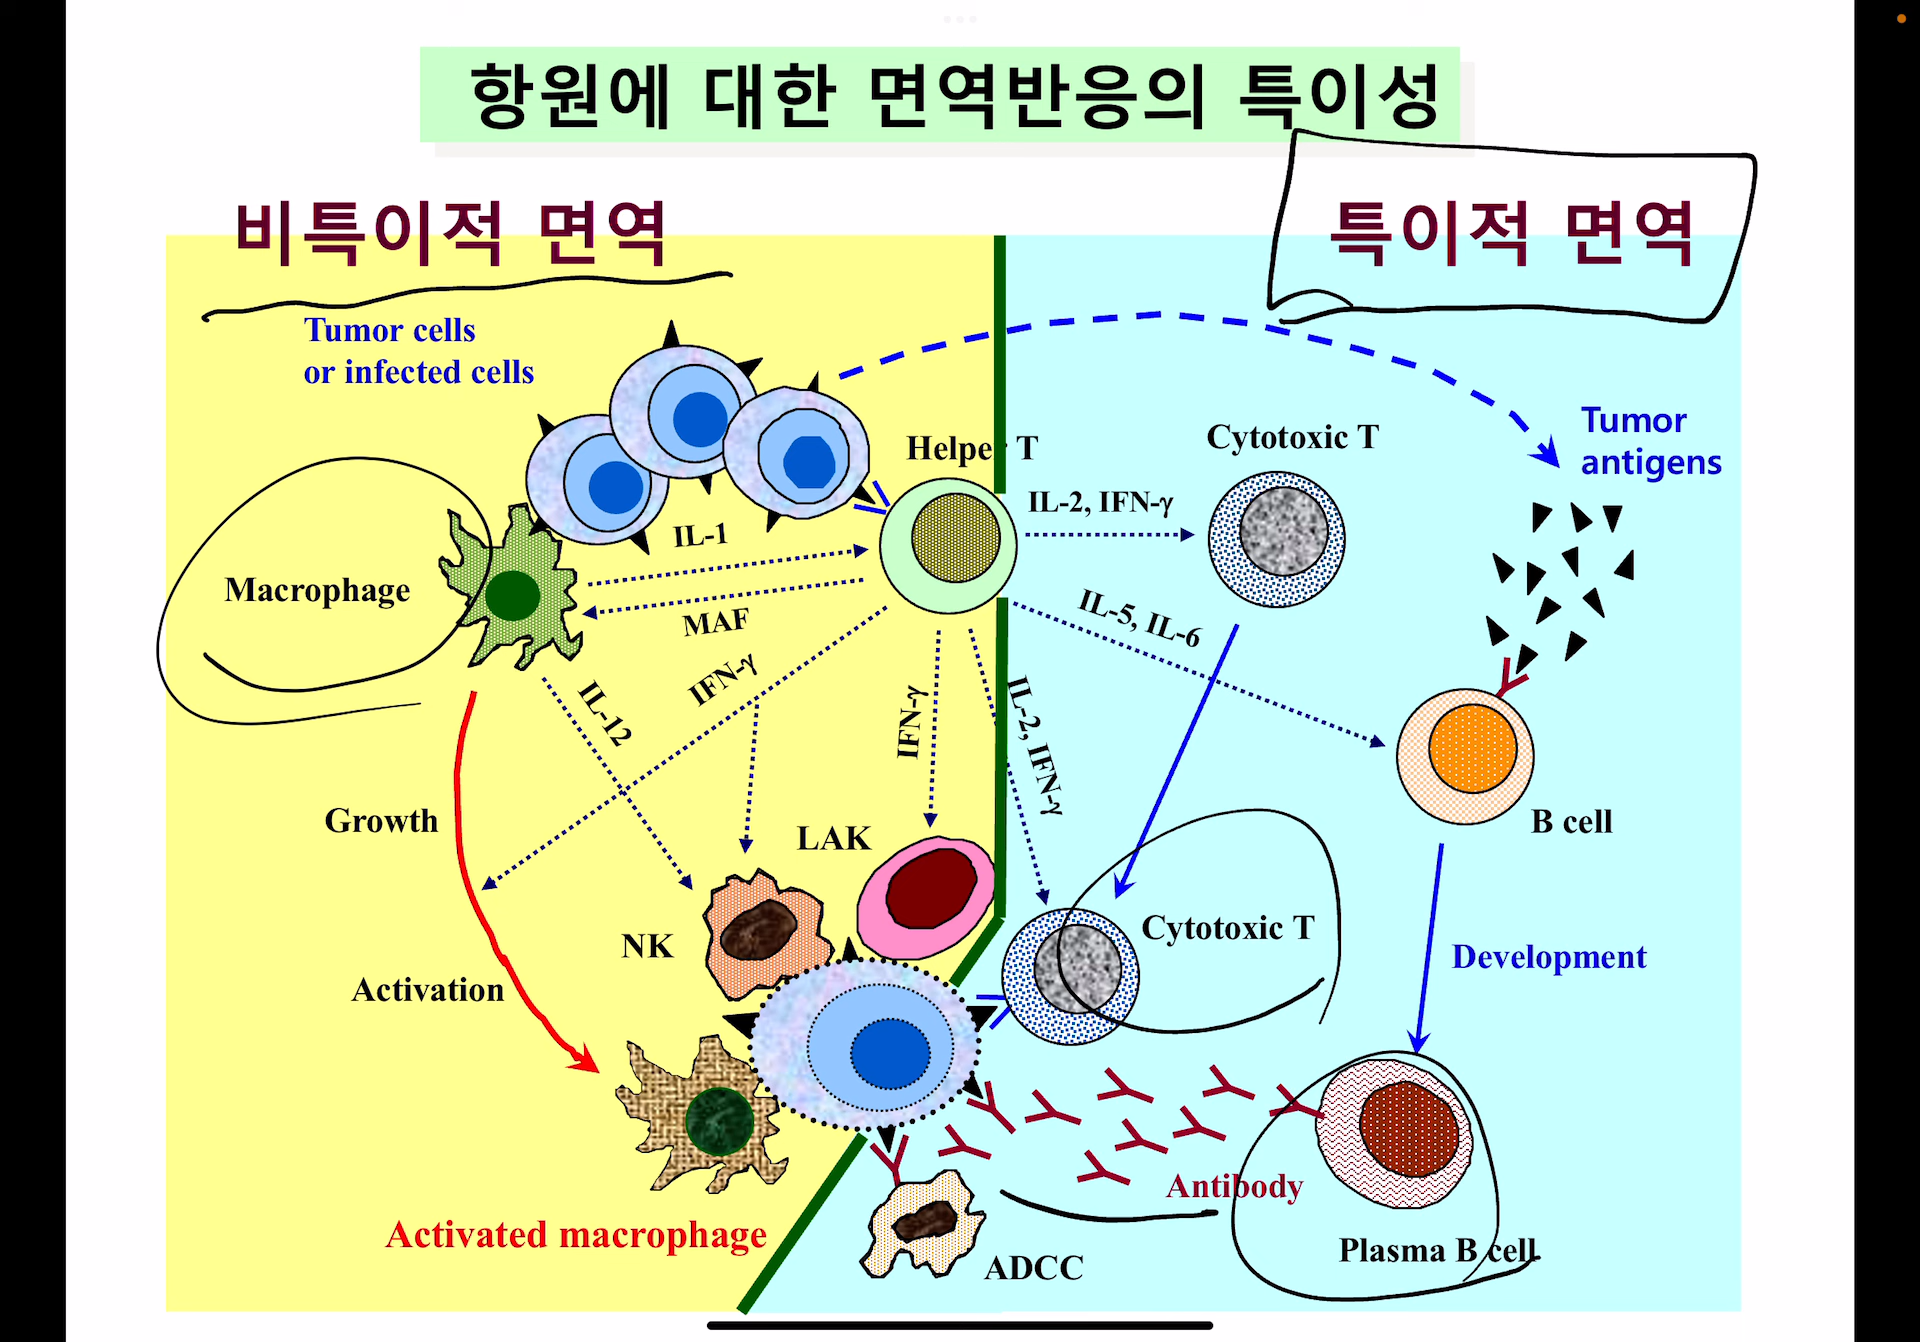 항원에 대한 면역반응의 특이성
비특이적 면역
특이적 면역
Tumor cells
or infected cells
Tumor
antigens
Helper T
Cytotoxic T
IL-2, IFN-γ
IL-1
Macrophage
MAF
IL-5, IL-6
IFN-γ
IL-12
IFN-γ
IL-2, IFN-γ
Growth
LAK
B cell
NK
Cytotoxic T
Activation
Development
Antibody
Activated macrophage
Plasma B cell
ADCC